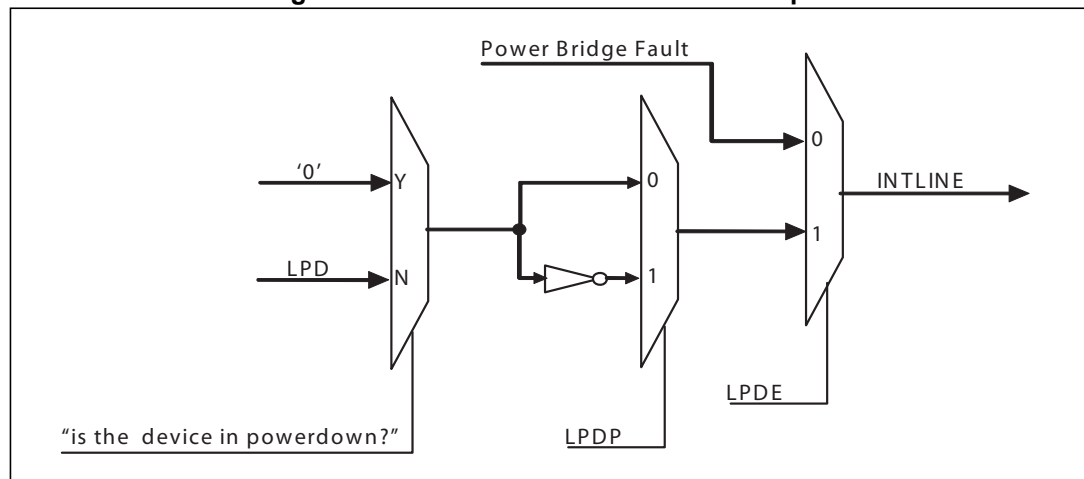 Power Bridge Fault
‘0’
Y
0
0
INTLINE
1
LPD
N
1
LPDE
“is the device in powerdown?”
LPDP